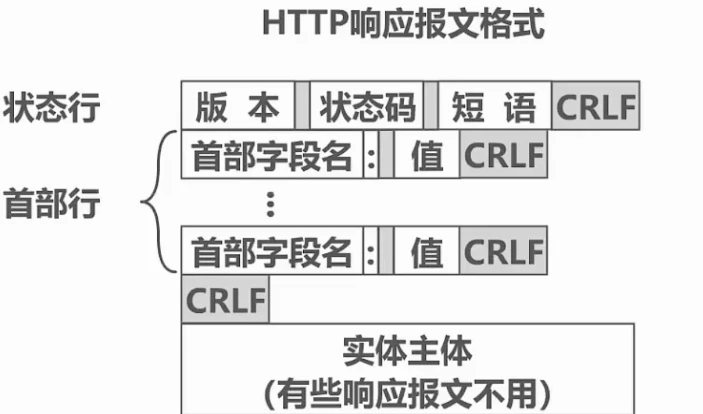 HTTP响应报文格式
状态行 版 本 状态码 短 语 CRLF
首部字段名: 值 CRLF
首部行 ⋮
首部字段名: 值 CRLF
CRLF
实体主体
(有些响应报文不用)